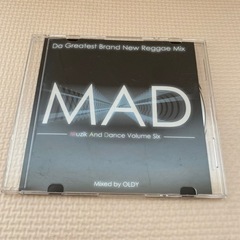 Da Greatest Brand New Reggae Mix
MAD
Muzik And Dance Volume Six
Mixed by OLDY